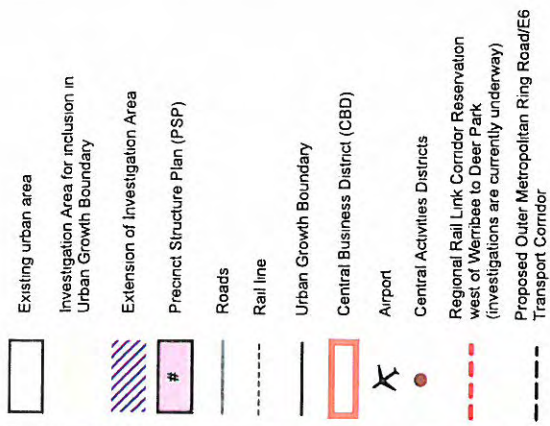 Existing urban area
Investigation Area for inclusion in
Urban Growth Boundary
Extension of Investigation Area
#
Precinct Structure Plan (PSP)
Roads
Rail line
Urban Growth Boundary
Central Business District (CBD)
Airport
Central Activities Districts
Regional Rail Link Corridor Reservation
west of Werribee to Deer Park
(investigations are currently underway)
Proposed Outer Metropolitan Ring Road/E6
Transport Corridor